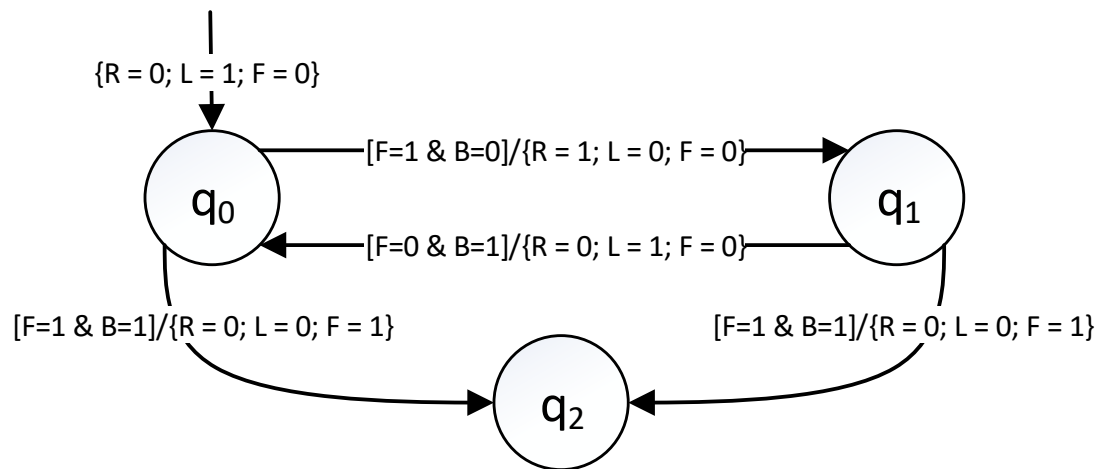 {R = 0; L = 1; F = 0}
[F=1 & B=0]/{R = 1; L = 0; F = 0}
q0
q1
[F=0 & B=1]/{R = 0; L = 1; F = 0}
[F=1 & B=1]/{R = 0; L = 0; F = 1}
[F=1 & B=1]/{R = 0; L = 0; F = 1}
q2